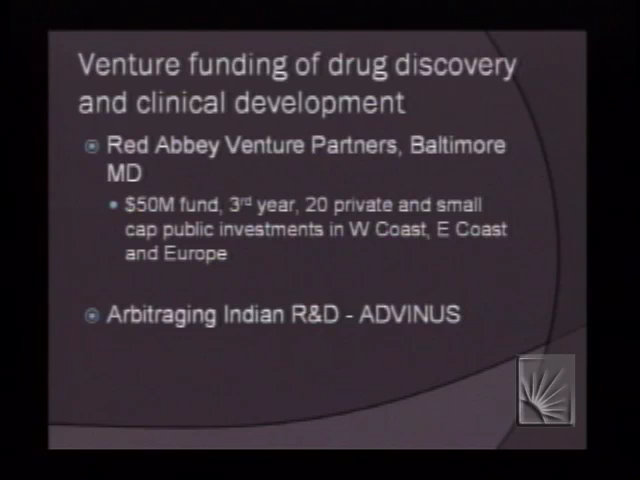 Venture funding of drug discovery
and clinical development
Red Abbey Venture Partners, Baltimore
MD
$50M fund, 3rd year, 20 private and small
cap public investments in W Coast, E Coast
and Europe
Arbitraging Indian R&D - ADVINUS